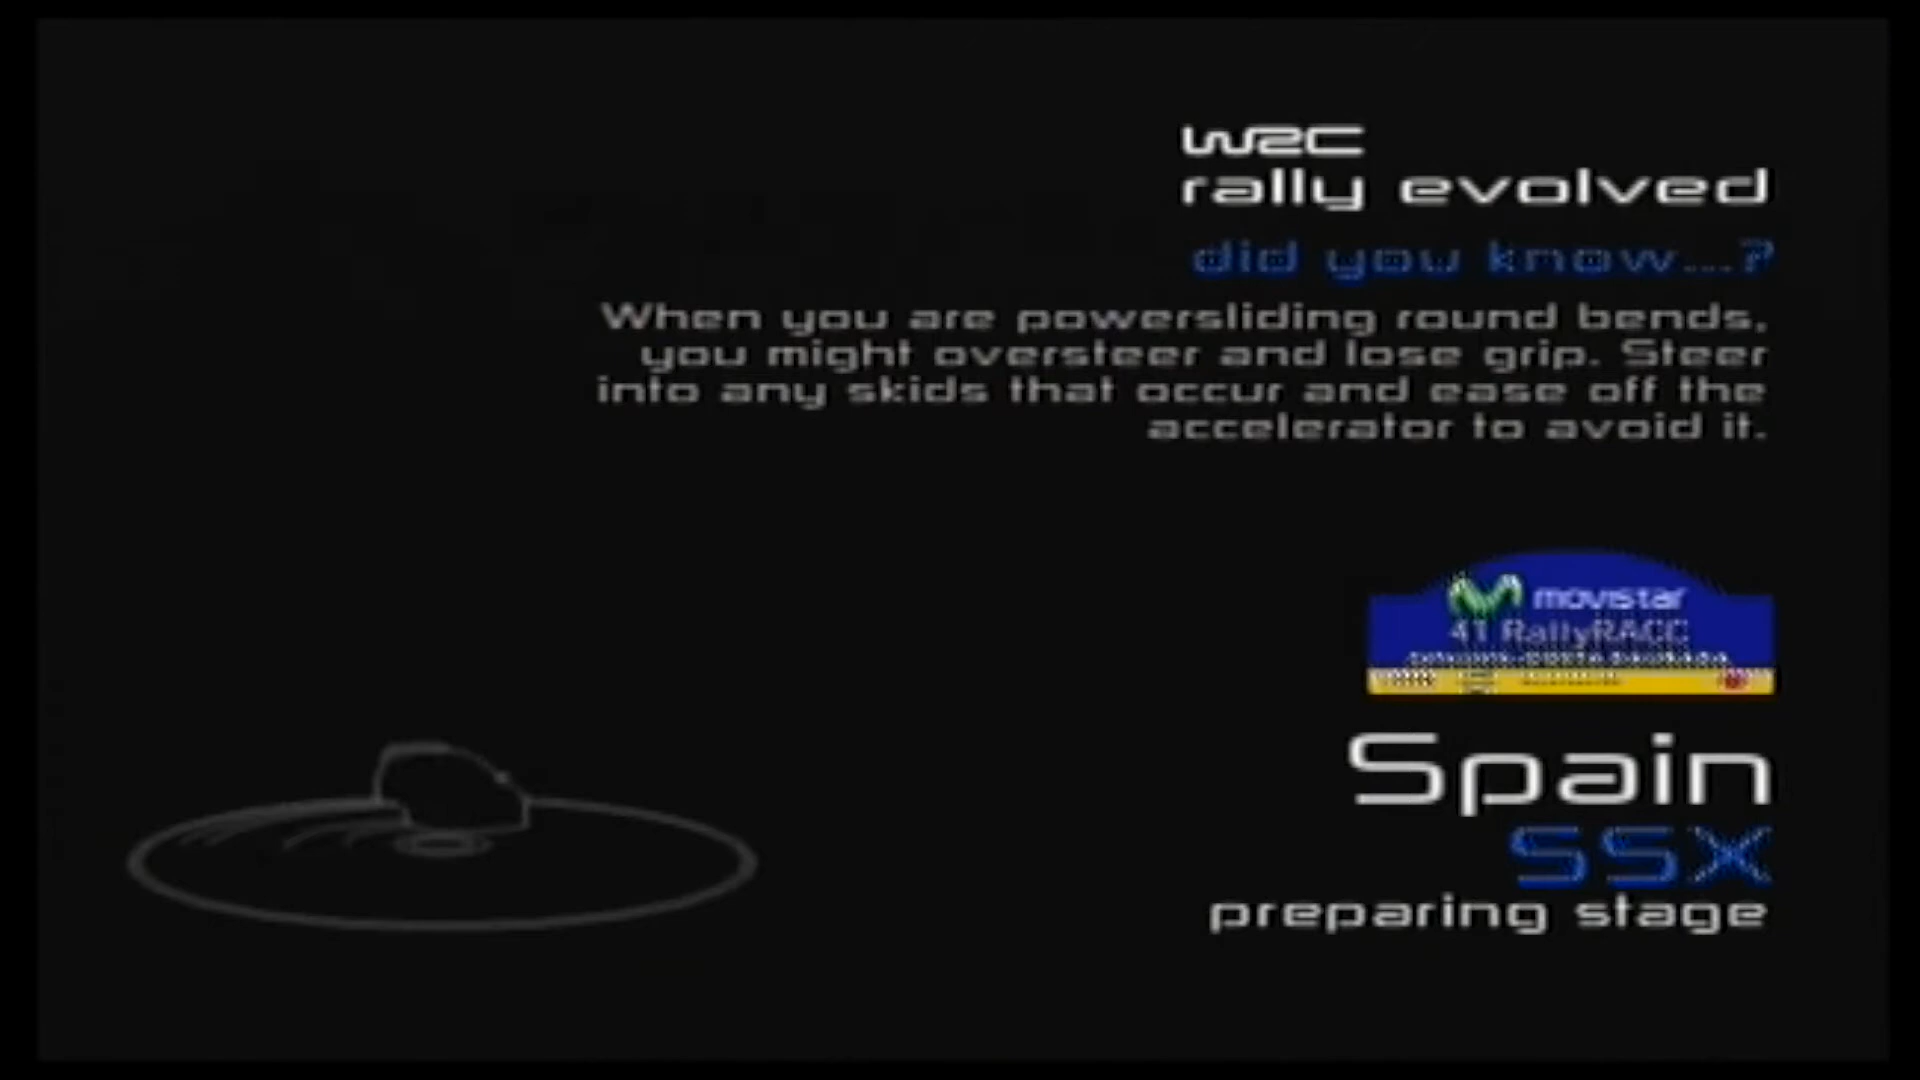 WRC
rally evolved
did you know...?
When you are powersliding round bends,
you might oversteer and lose grip. Steer
into any skids that occur and ease off the
accelerator to avoid it.
movistar
41 RallyRACC
Spain
SSX
preparing stage